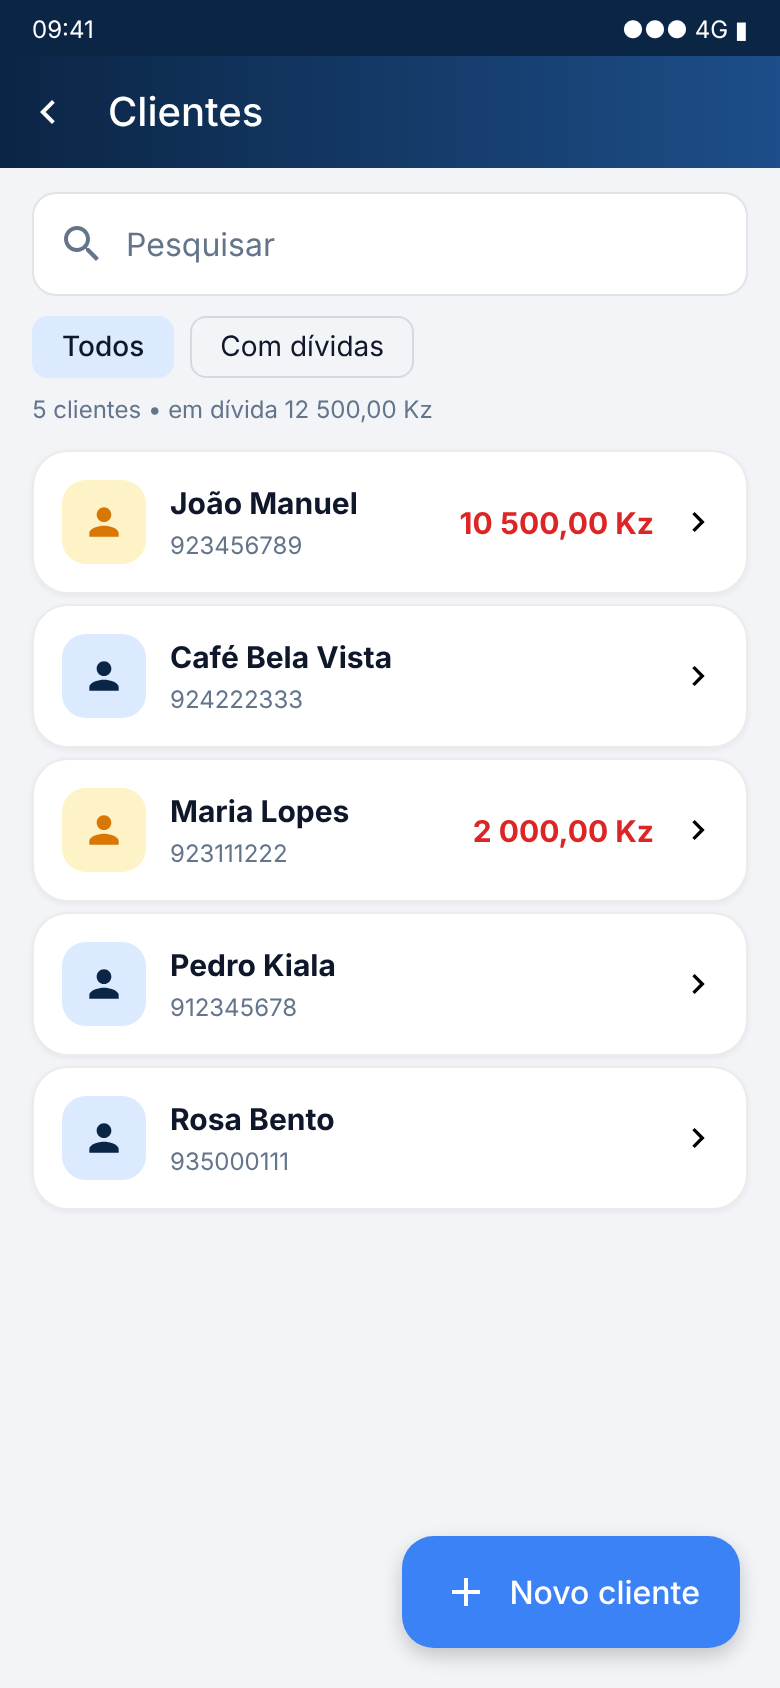 09:41 4G
Clientes
Pesquisar
Todos Com dívidas
5 clientes • em dívida 12 500,00 Kz
João Manuel
923456789
10 500,00 Kz
Café Bela Vista
924222333
Maria Lopes
923111222
2 000,00 Kz
Pedro Kiala
912345678
Rosa Bento
935000111
Novo cliente